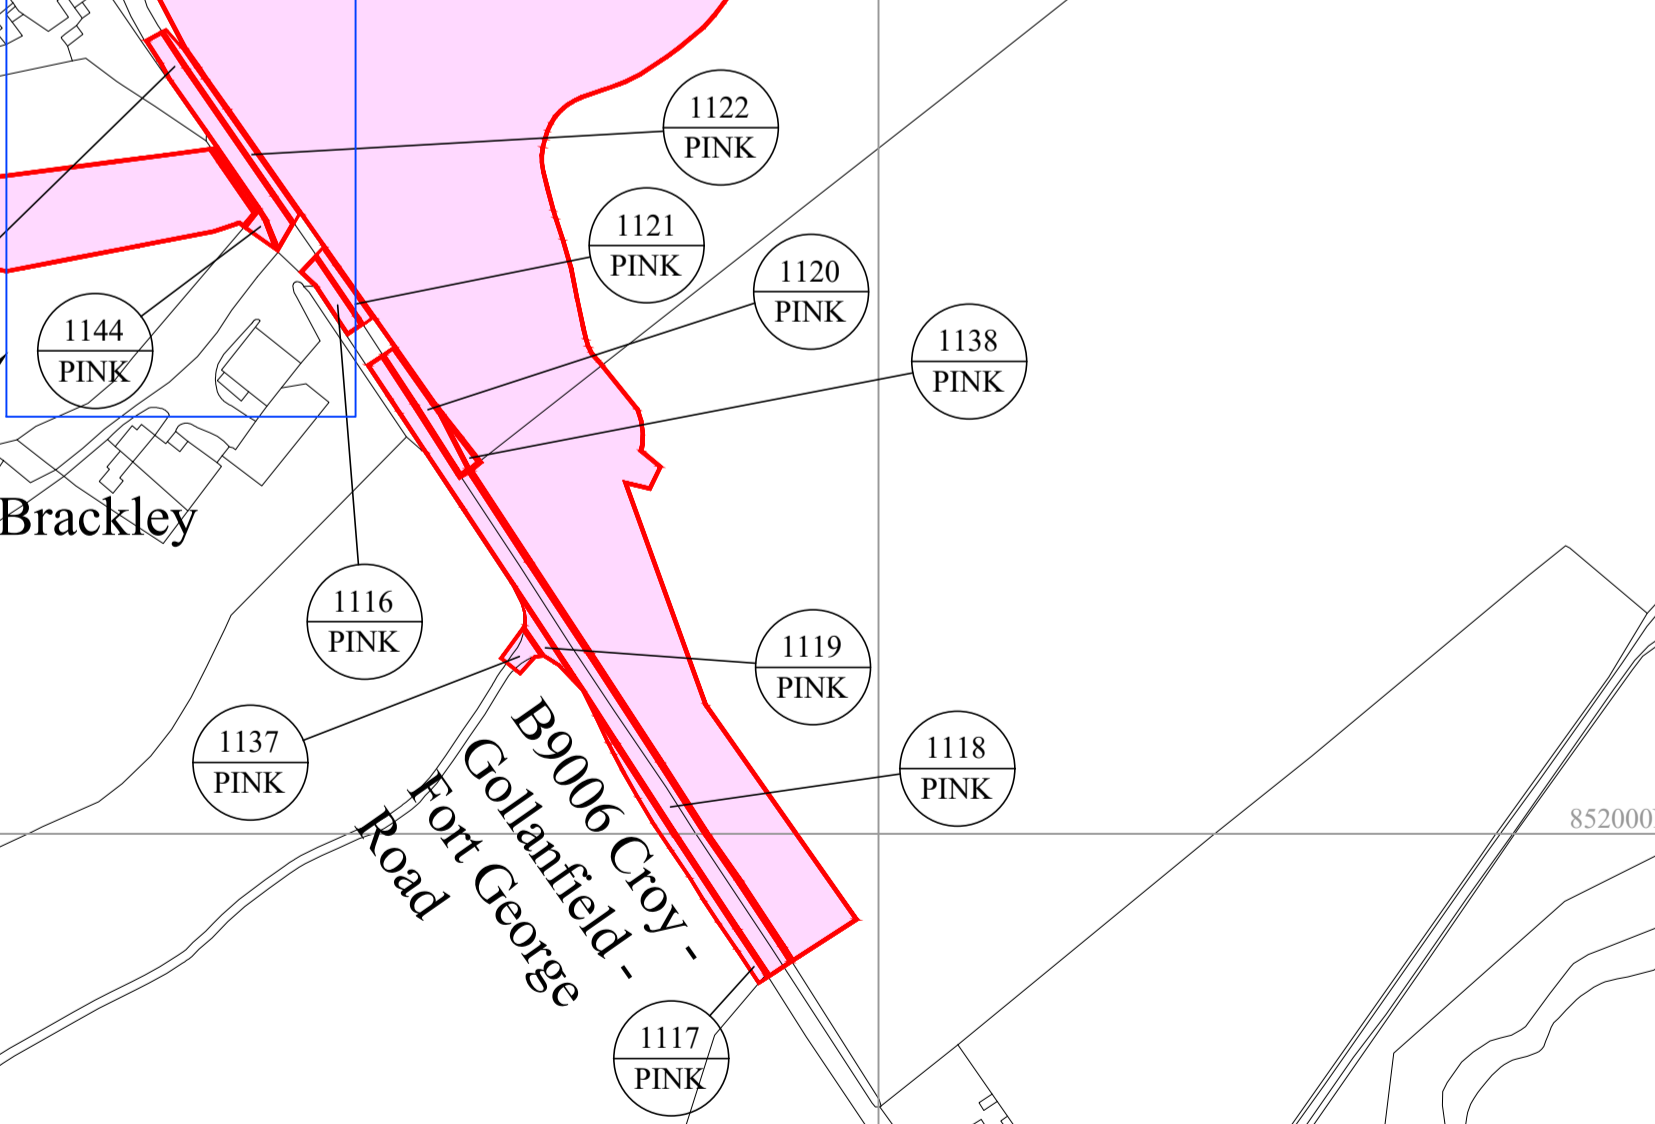 1122
PINK
1121
PINK
1120
PINK
1144
PINK
1138
PINK
Brackley
1116
PINK
1119
PINK
1137
PINK
1118
PINK
B9006 Croy -
Gollanfield -
Fort George
Road
852000
1117
PINK